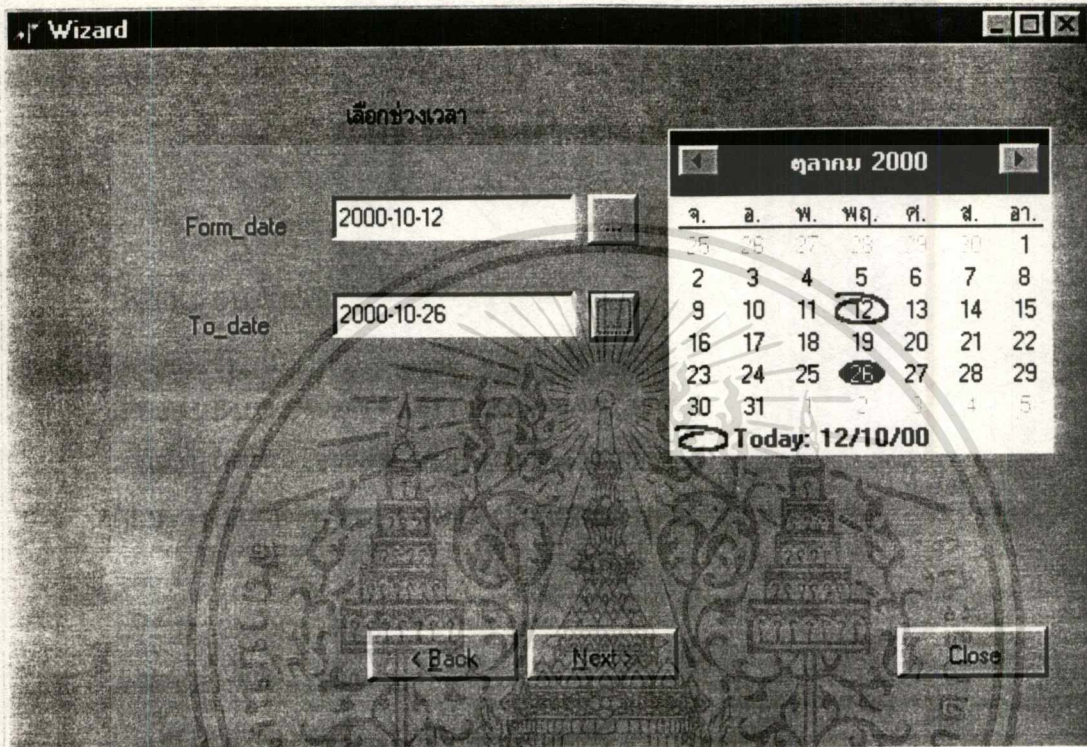 Wizard
เลือกช่วงเวลา
Form_date
2000-10-12
...
To_date
2000-10-26
ตุลาคม 2000
จ. อ. พ. พฤ. ศ. ส. อา.
25 26 27 28 29 30 1
2 3 4 5 6 7 8
9 10 11 12 13 14 15
16 17 18 19 20 21 22
23 24 25 26 27 28 29
30 31 1 2 3 4 5
Today: 12/10/00
< Back
Next >
Close